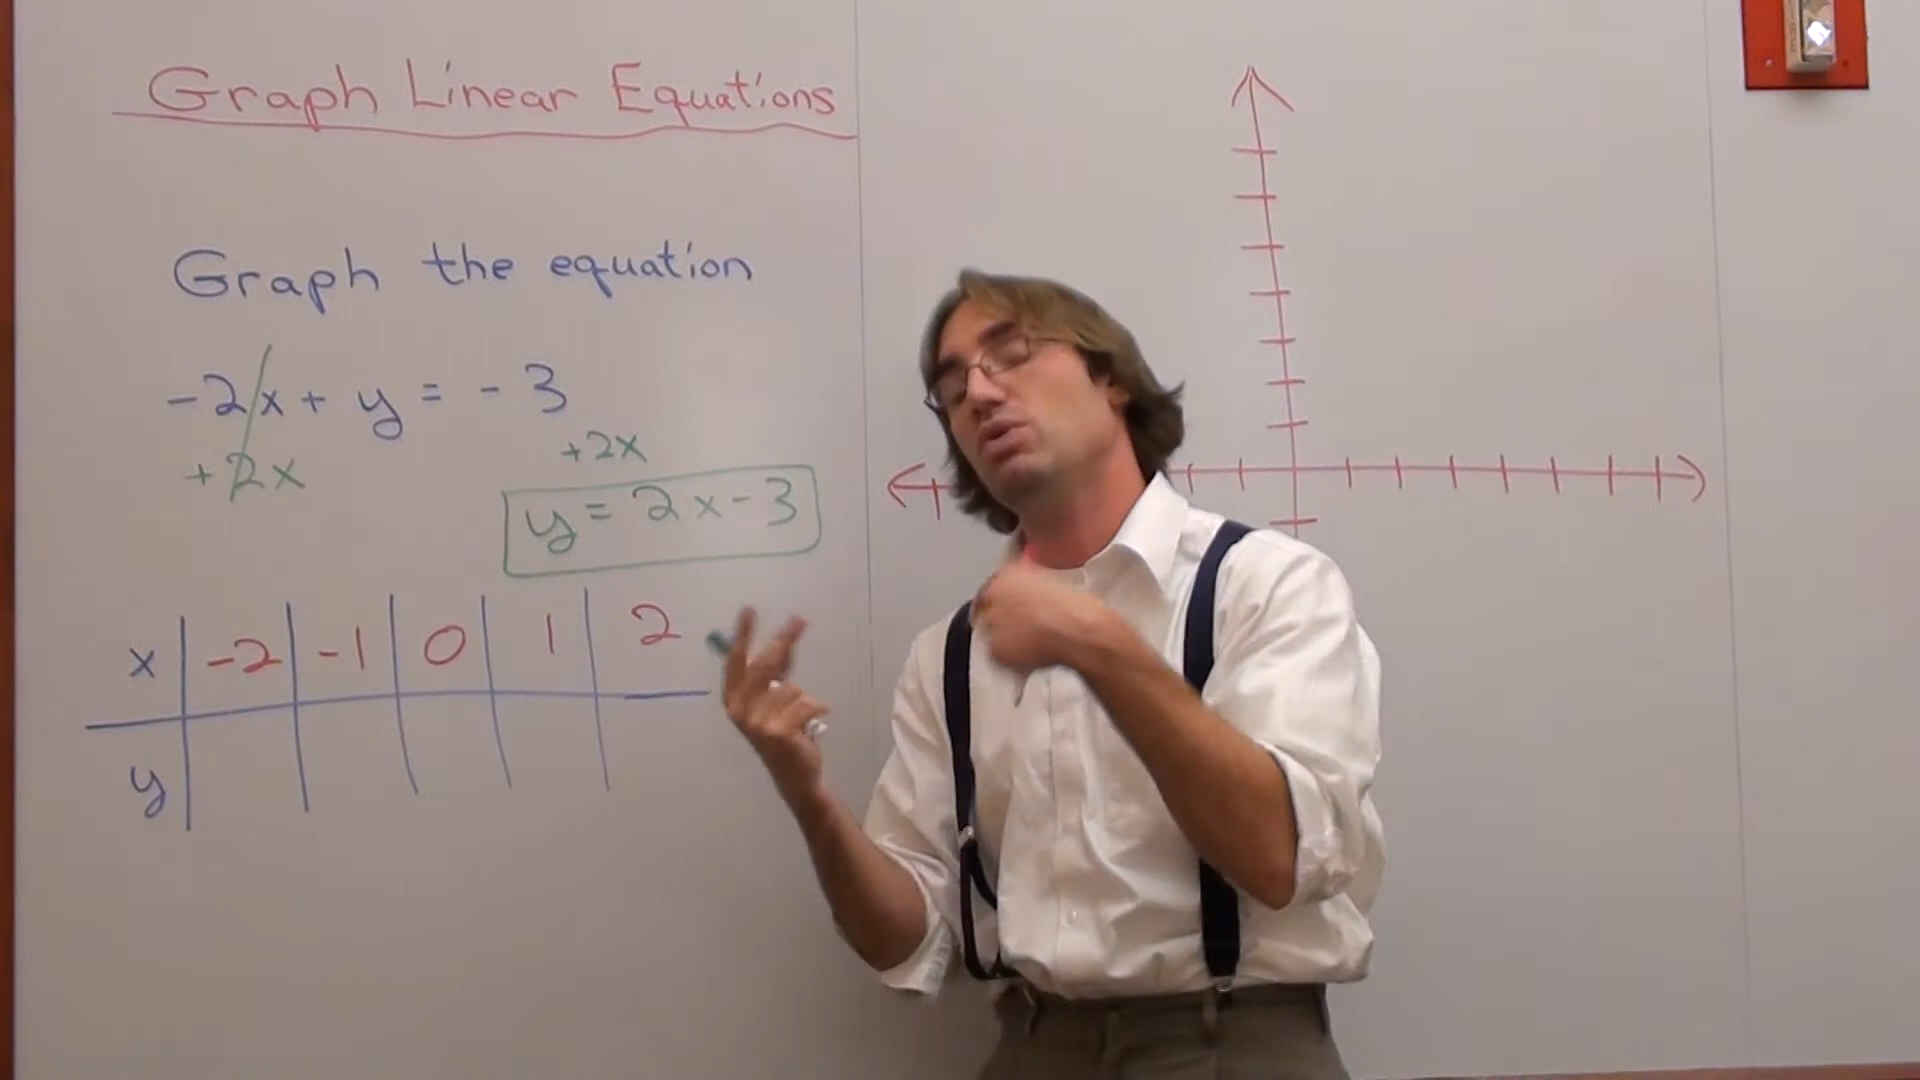 Graph Linear Equations
Graph the equation
-2x + y = -3
+2x +2x
y = 2x - 3
x -2 -1 0 1 2
y